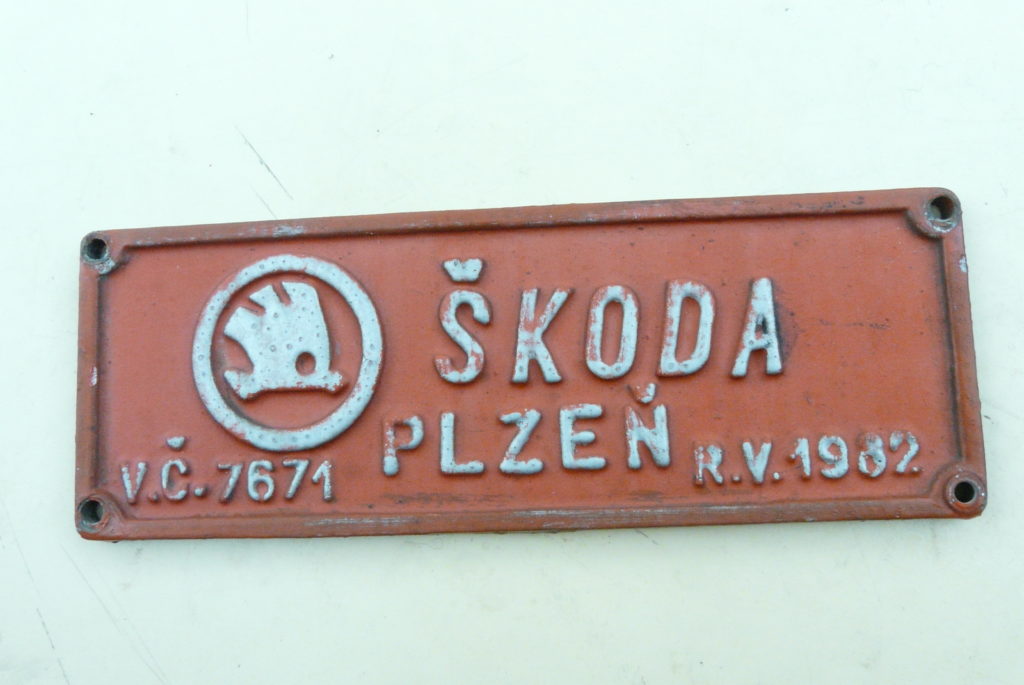 ŠKODA
PLZEŇ
V.Č. 7671
R.V. 1982